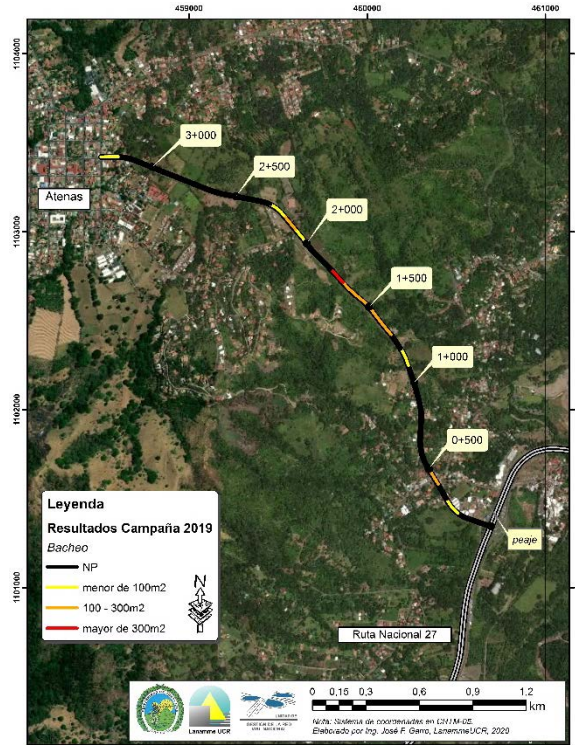 459000
460000
461000
1104000
1103000
1102000
1101000
3+000
2+500
2+000
1+500
1+000
0+500
peaje
Atenas
Ruta Nacional 27
Leyenda
Resultados Campaña 2019
Bacheo
NP
menor de 100m2
100 - 300m2
mayor de 300m2
N
Lanamme UCR
0 0,15 0,3 0,6 0,9 1,2
km
Nota: Sistema de coordenadas en CRTM-05.
Elaborado por Ing. José F. Garro, LanammeUCR, 2020